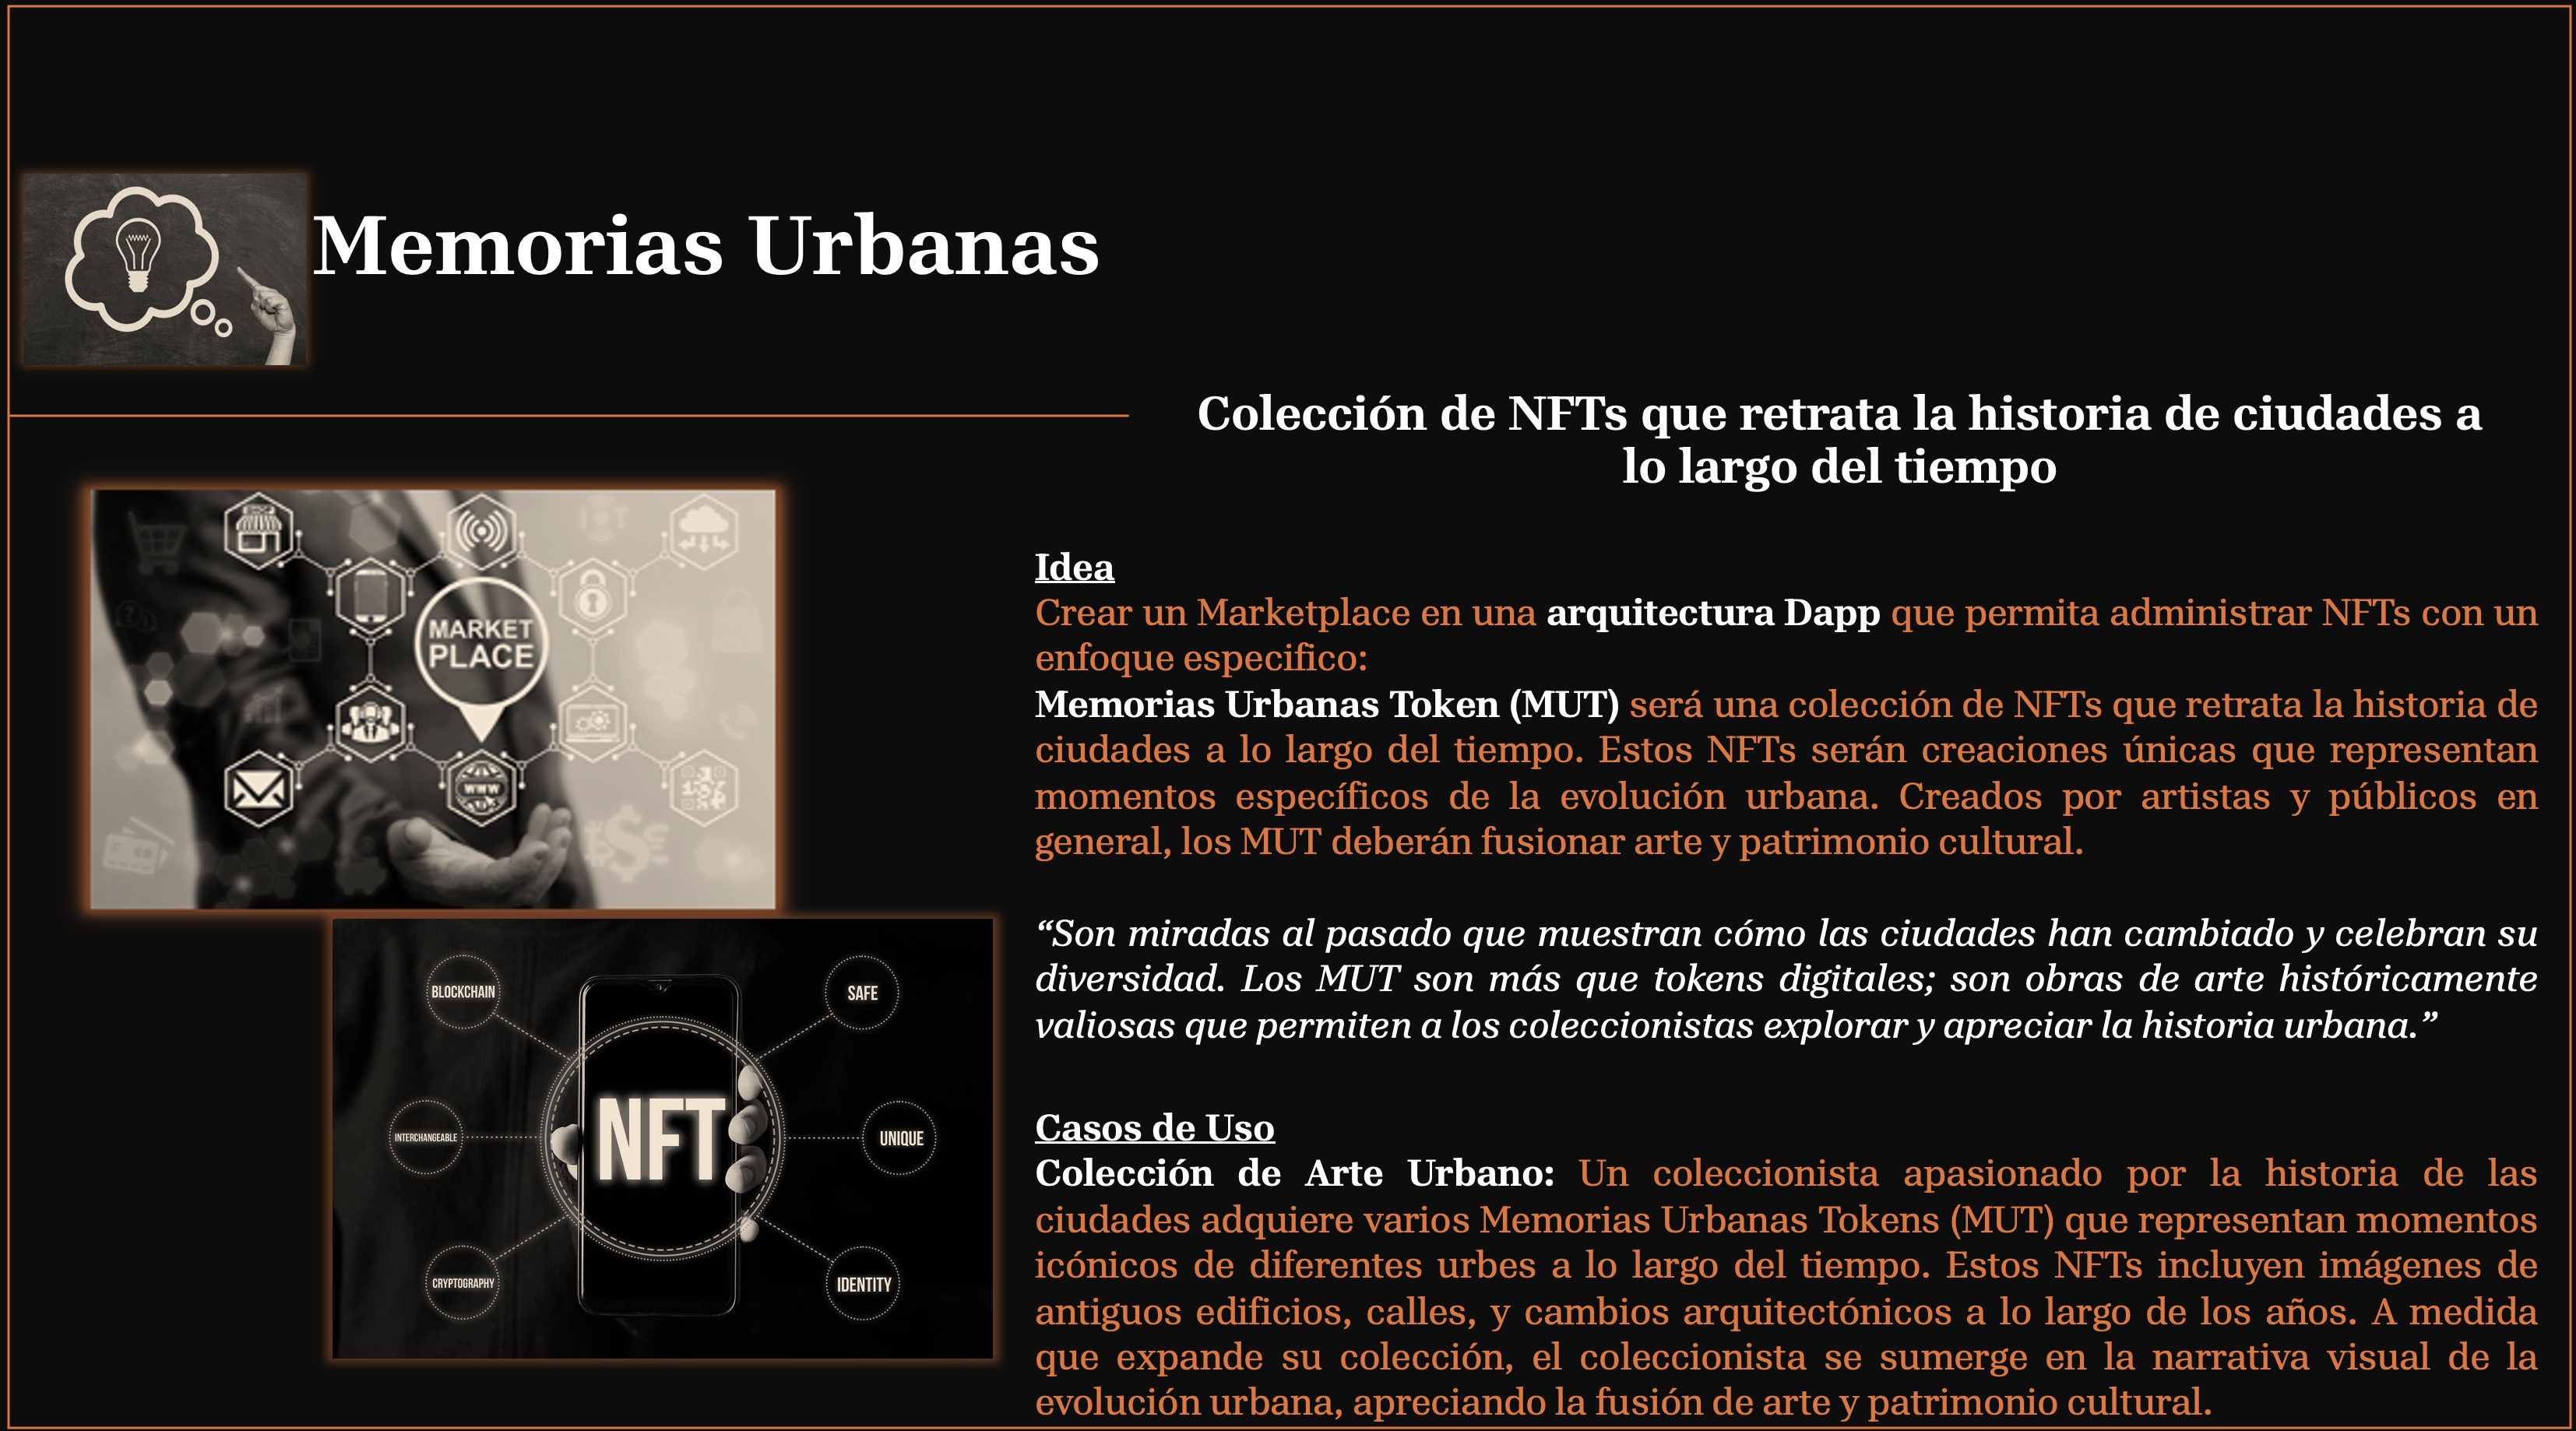 Memorias Urbanas
Colección de NFTs que retrata la historia de ciudades a
lo largo del tiempo
Idea
Crear un Marketplace en una arquitectura Dapp que permita administrar NFTs con un
enfoque especifico:
Memorias Urbanas Token (MUT) será una colección de NFTs que retrata la historia de
ciudades a lo largo del tiempo. Estos NFTs serán creaciones únicas que representan
momentos específicos de la evolución urbana. Creados por artistas y públicos en
general, los MUT deberán fusionar arte y patrimonio cultural.
“Son miradas al pasado que muestran cómo las ciudades han cambiado y celebran su
diversidad. Los MUT son más que tokens digitales; son obras de arte históricamente
valiosas que permiten a los coleccionistas explorar y apreciar la historia urbana.”
Casos de Uso
Colección de Arte Urbano: Un coleccionista apasionado por la historia de las
ciudades adquiere varios Memorias Urbanas Tokens (MUT) que representan momentos
icónicos de diferentes urbes a lo largo del tiempo. Estos NFTs incluyen imágenes de
antiguos edificios, calles, y cambios arquitectónicos a lo largo de los años. A medida
que expande su colección, el coleccionista se sumerge en la narrativa visual de la
evolución urbana, apreciando la fusión de arte y patrimonio cultural.
IOT
MARKET
PLACE
WWW
BLOCKCHAIN
SAFE
INTERCHANGEABLE
NFT
UNIQUE
CRYPTOGRAPHY
IDENTITY